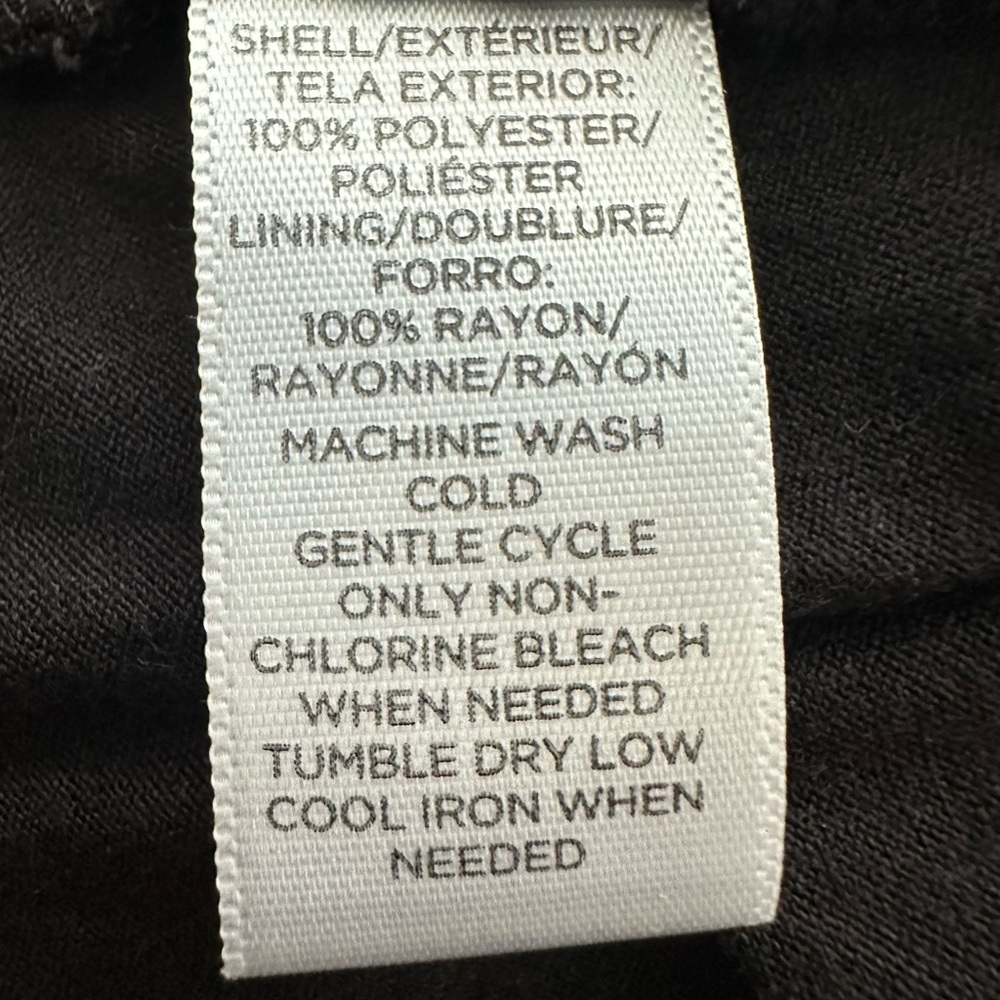 SHELL/EXTÉRIEUR/
TELA EXTERIOR:
100% POLYESTER/
POLIÉSTER
LINING/DOUBLURE/
FORRO:
100% RAYON/
RAYONNE/RAYÓN
MACHINE WASH
COLD
GENTLE CYCLE
ONLY NON-
CHLORINE BLEACH
WHEN NEEDED
TUMBLE DRY LOW
COOL IRON WHEN
NEEDED